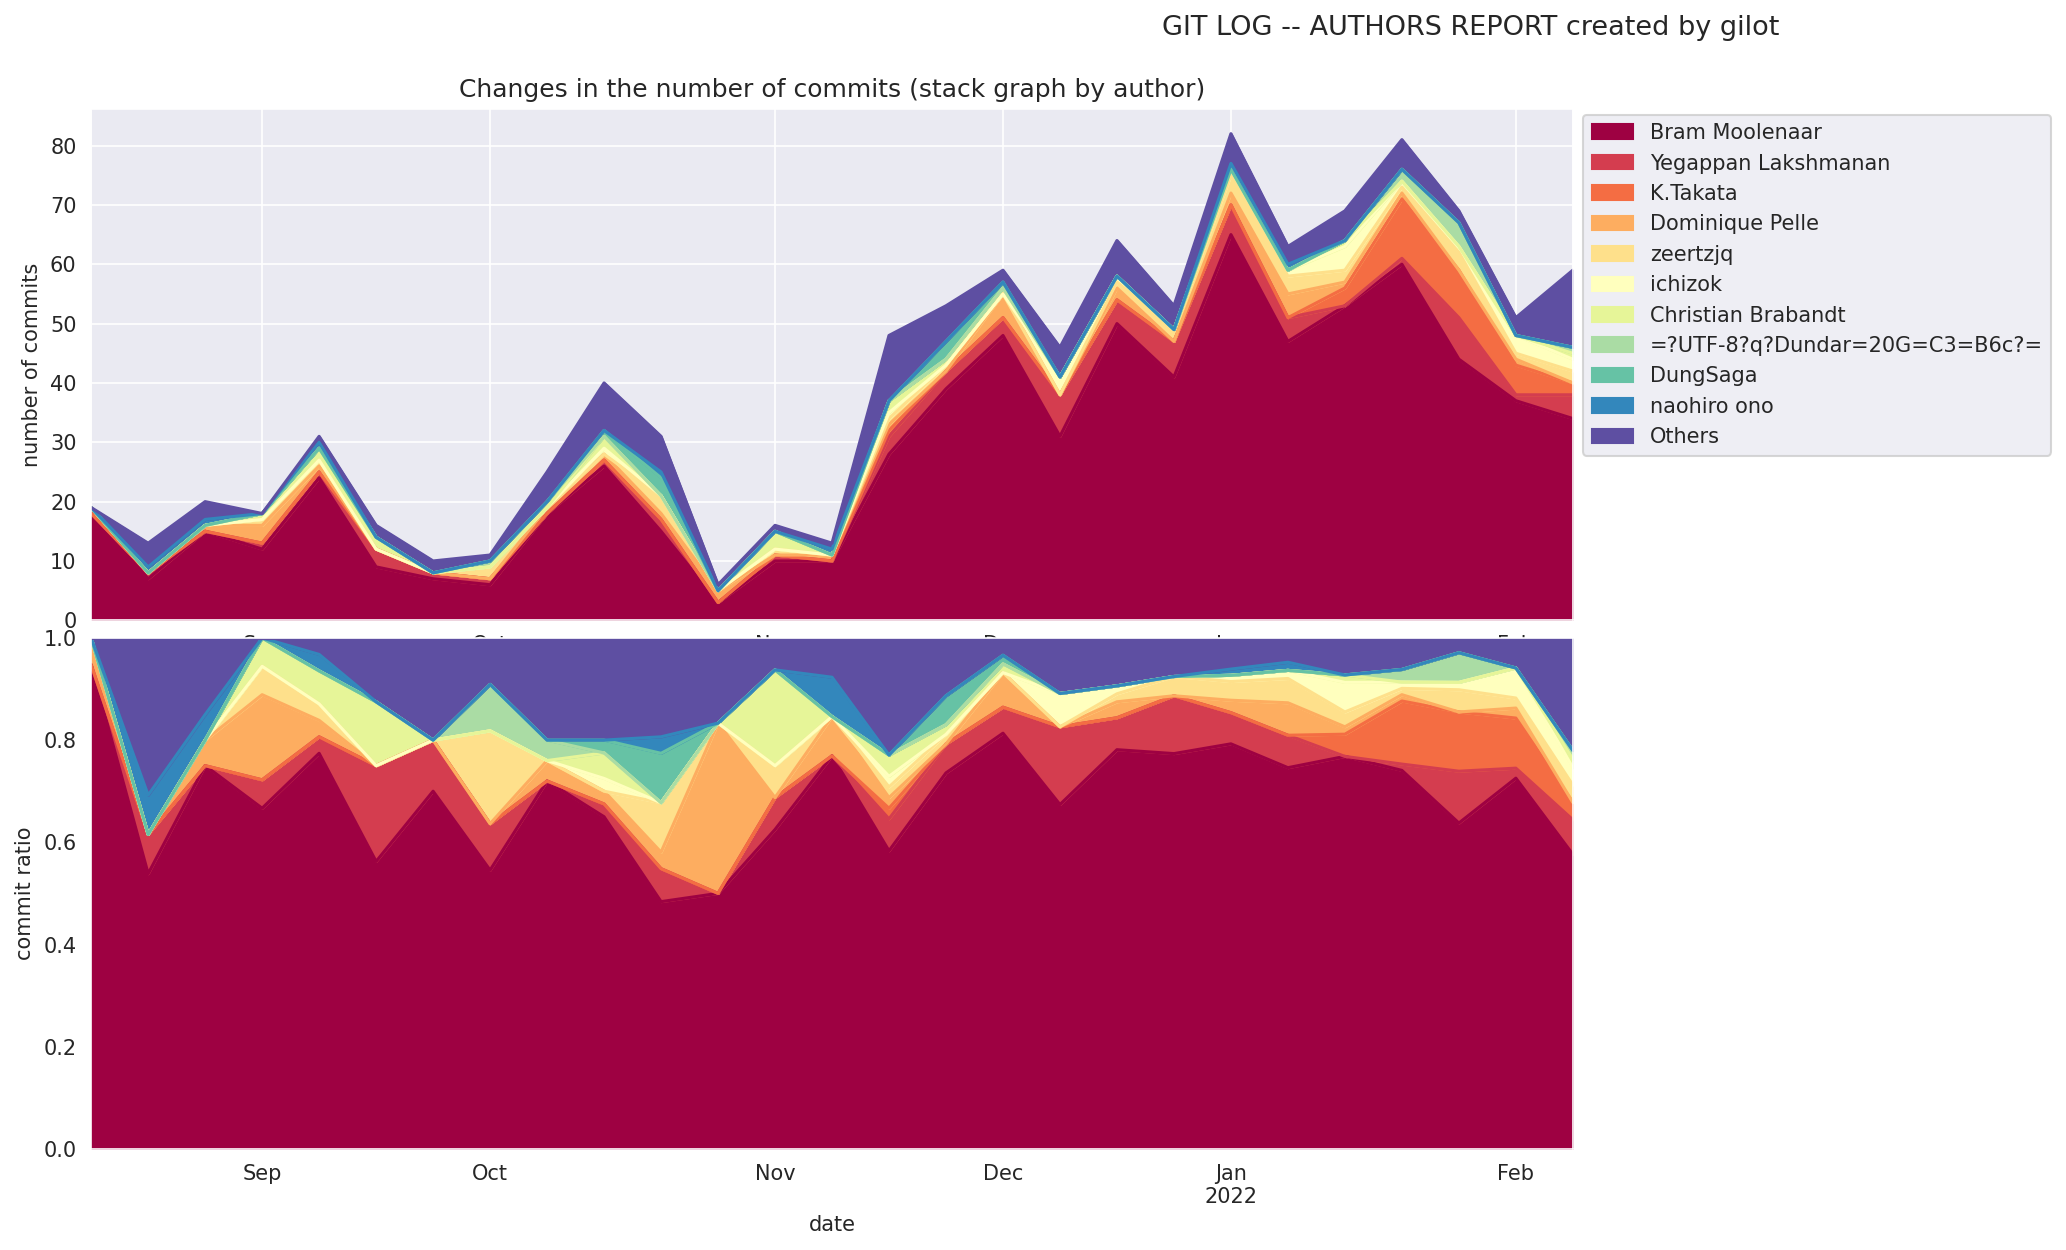 GIT LOG -- AUTHORS REPORT created by gilot
Changes in the number of commits (stack graph by author)
number of commits
80
70
60
50
40
30
20
10
0
Bram Moolenaar
Yegappan Lakshmanan
K.Takata
Dominique Pelle
zeertzjq
ichizok
Christian Brabandt
=?UTF-8?q?Dundar=20G=C3=B6c?=
DungSaga
naohiro ono
Others
commit ratio
1.0
0.8
0.6
0.4
0.2
0.0
Sep Oct Nov Dec Jan Feb
2022
date